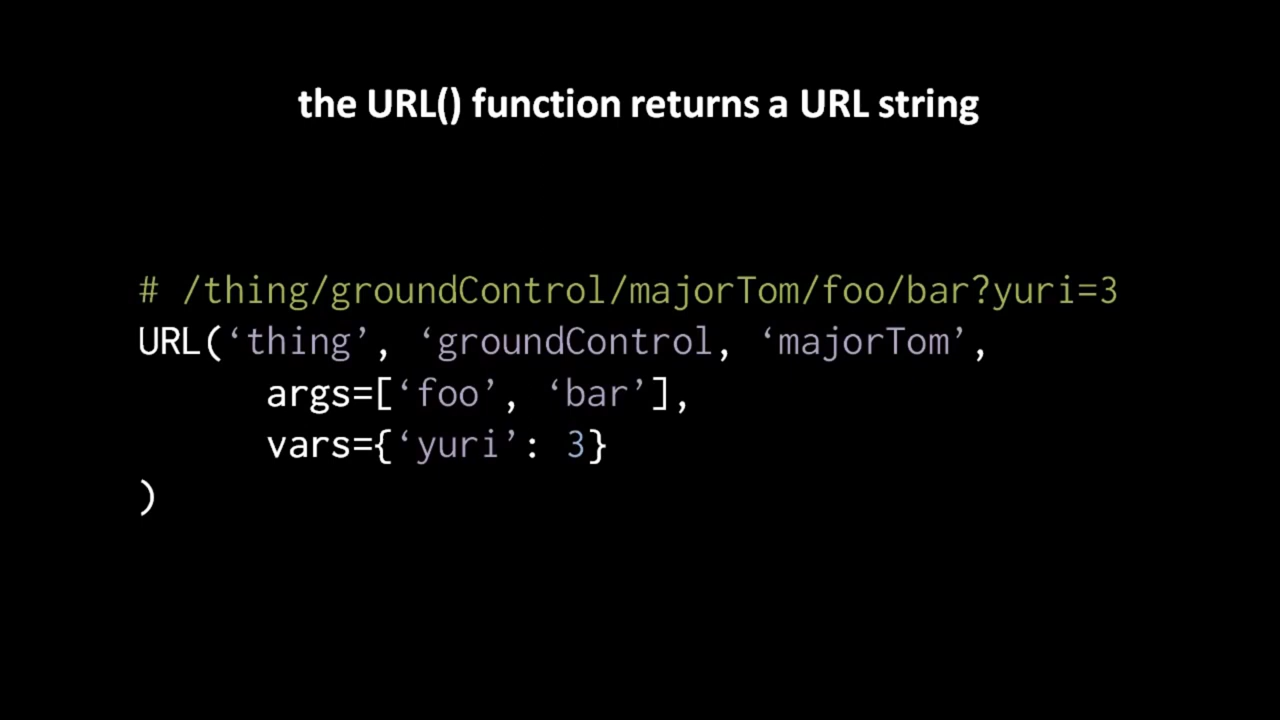 the URL() function returns a URL string
# /thing/groundControl/majorTom/foo/bar?yuri=3
URL(‘thing’, ‘groundControl, ‘majorTom’,
args=[‘foo’, ‘bar’],
vars={‘yuri’: 3}
)